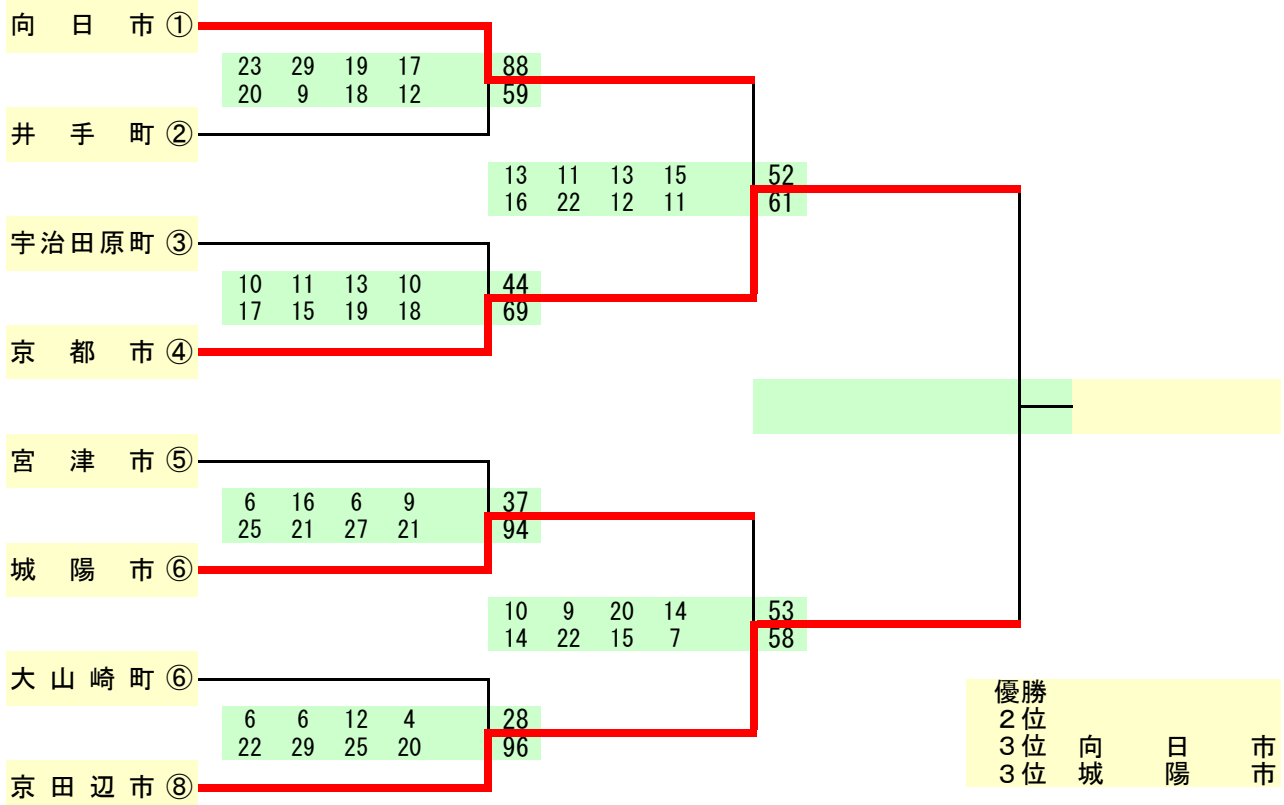 向日市①
23 29 19 17 88
20 9 18 12 59
井手町②
13 11 13 15 52
16 22 12 11 61
宇治田原町③
10 11 13 10 44
17 15 19 18 69
京都市④
宮津市⑤
6 16 6 9 37
25 21 27 21 94
城陽市⑥
10 9 20 14 53
14 22 15 7 58
大山崎町⑥
6 6 12 4 28
22 29 25 20 96
京田辺市⑧
優勝
2位
3位 向日市
3位 城陽市